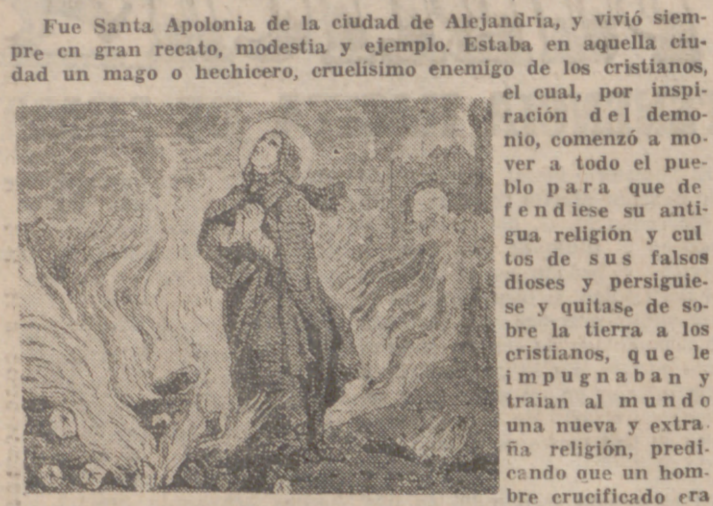 Fue Santa Apolonia de la ciudad de Alejandría, y vivió siem-
pre en gran recato, modestia y ejemplo. Estaba en aquella ciu-
dad un mago o hechicero, cruelísimo enemigo de los cristianos,
el cual, por inspi-
ración del demo-
nio, comenzó a mo-
ver a todo el pue-
blo para que de
fendiese su anti-
gua religión y cul
tos de sus falsos
dioses y persiguie-
se y quitase de so-
bre la tierra a los
cristianos, que le
impugnaban y
traían al mundo
una nueva y extra-
ña religión, predi-
cando que un hom-
bre crucificado era